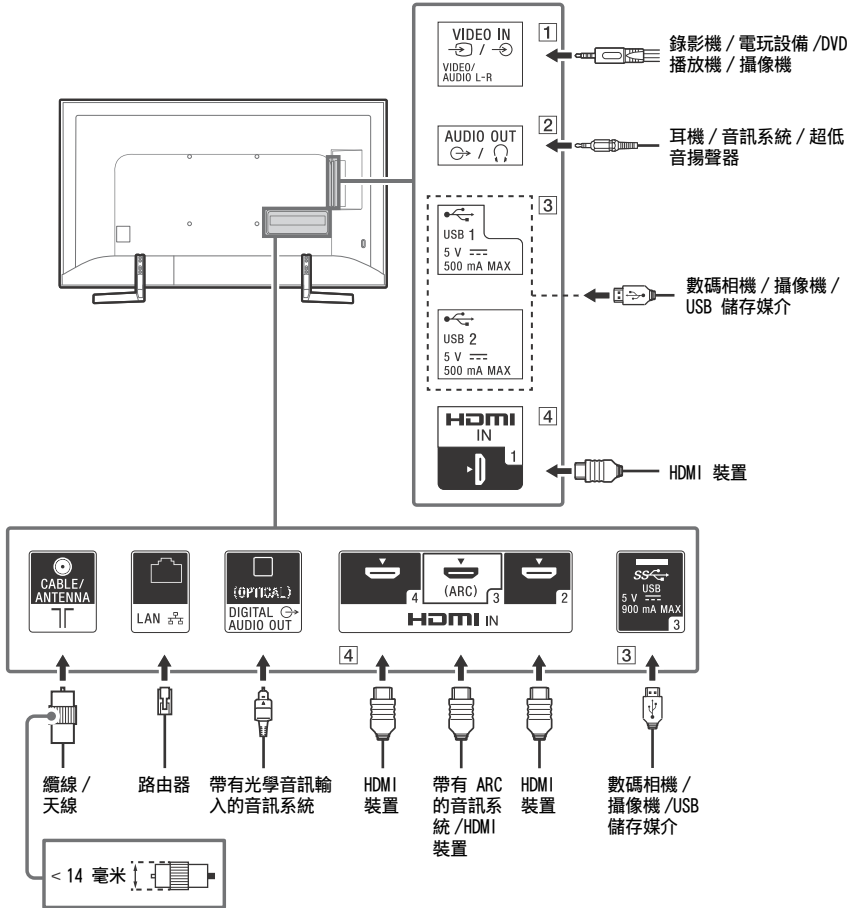 VIDEO IN
/
VIDEO/
AUDIO L-R
1
錄影機 / 電玩設備 /DVD
播放機 / 攝像機
AUDIO OUT
/
2
耳機 / 音訊系統 / 超低
音揚聲器
3
USB 1
5 V
500 mA MAX
USB 2
5 V
500 mA MAX
數碼相機 / 攝像機 /
USB 儲存媒介
4
HDMI
IN
1
HDMI 裝置
CABLE/
ANTENNA
LAN
(OPTICAL)
DIGITAL
AUDIO OUT
4
(ARC)
3
2
HDMI IN
SS
USB
5 V
900 mA MAX
3
4
3
纜線 /
天線
路由器
帶有光學音訊輸
入的音訊系統
HDMI
裝置
帶有 ARC
的音訊系
統 /HDMI
裝置
HDMI
裝置
數碼相機 /
攝像機 /USB
儲存媒介
< 14 毫米